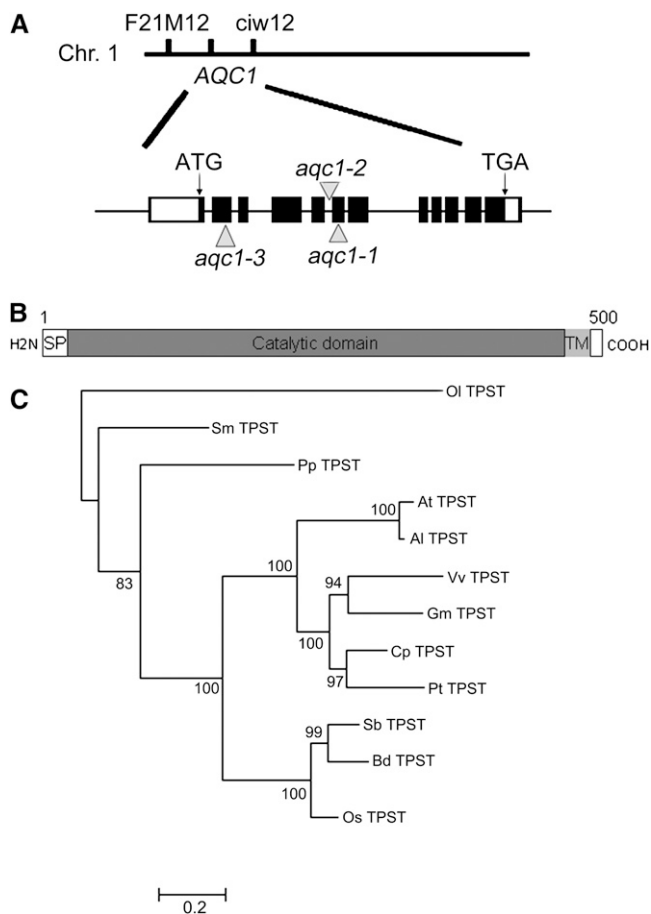 A
F21M12 ciw12
Chr. 1
AQC1
ATG
aqc1-2
TGA
aqc1-3
aqc1-1
B
1
500
H2N
SP
Catalytic domain
TM
COOH
C
Ol TPST
Sm TPST
Pp TPST
100
At TPST
Al TPST
100
94
Vv TPST
83
Gm TPST
100
Cp TPST
97
Pt TPST
100
99
Sb TPST
Bd TPST
100
Os TPST
0.2